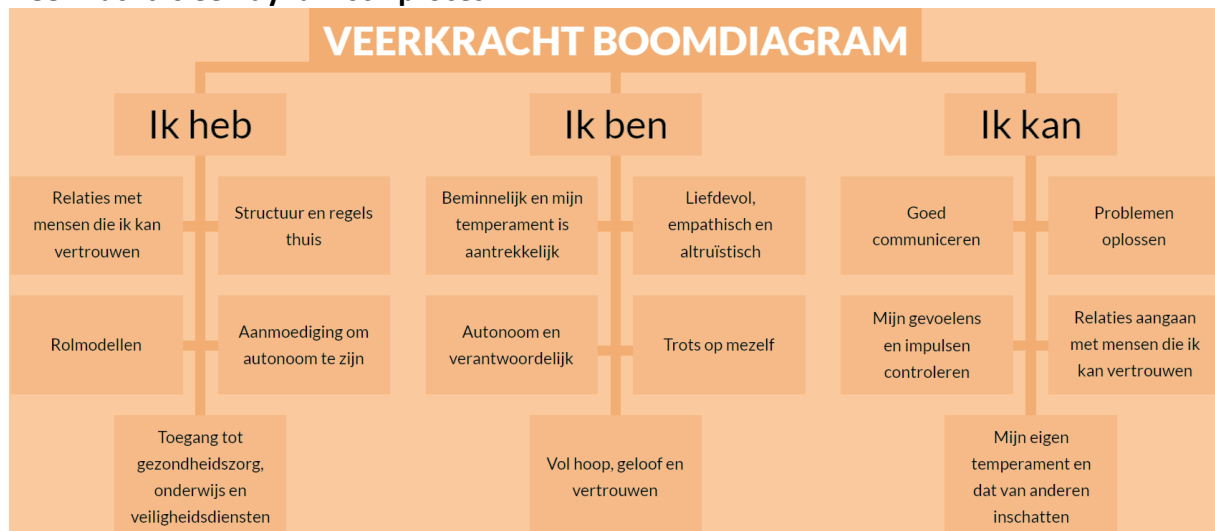 VEERKRACHT BOOMDIAGRAM
Ik heb
Relaties met
mensen die ik kan
vertrouwen
Structuur en regels
thuis
Rolmodellen
Aanmoediging om
autonoom te zijn
Toegang tot
gezondheidszorg,
onderwijs en
veiligheidsdiensten
Ik ben
Beminnelijk en mijn
temperament is
aantrekkelijk
Liefdevol,
empathisch en
altruïstisch
Autonoom en
verantwoordelijk
Trots op mezelf
Vol hoop, geloof en
vertrouwen
Ik kan
Goed
communiceren
Problemen
oplossen
Mijn gevoelens
en impulsen
controleren
Relaties aangaan
met mensen die ik
kan vertrouwen
Mijn eigen
temperament en
dat van anderen
inschatten